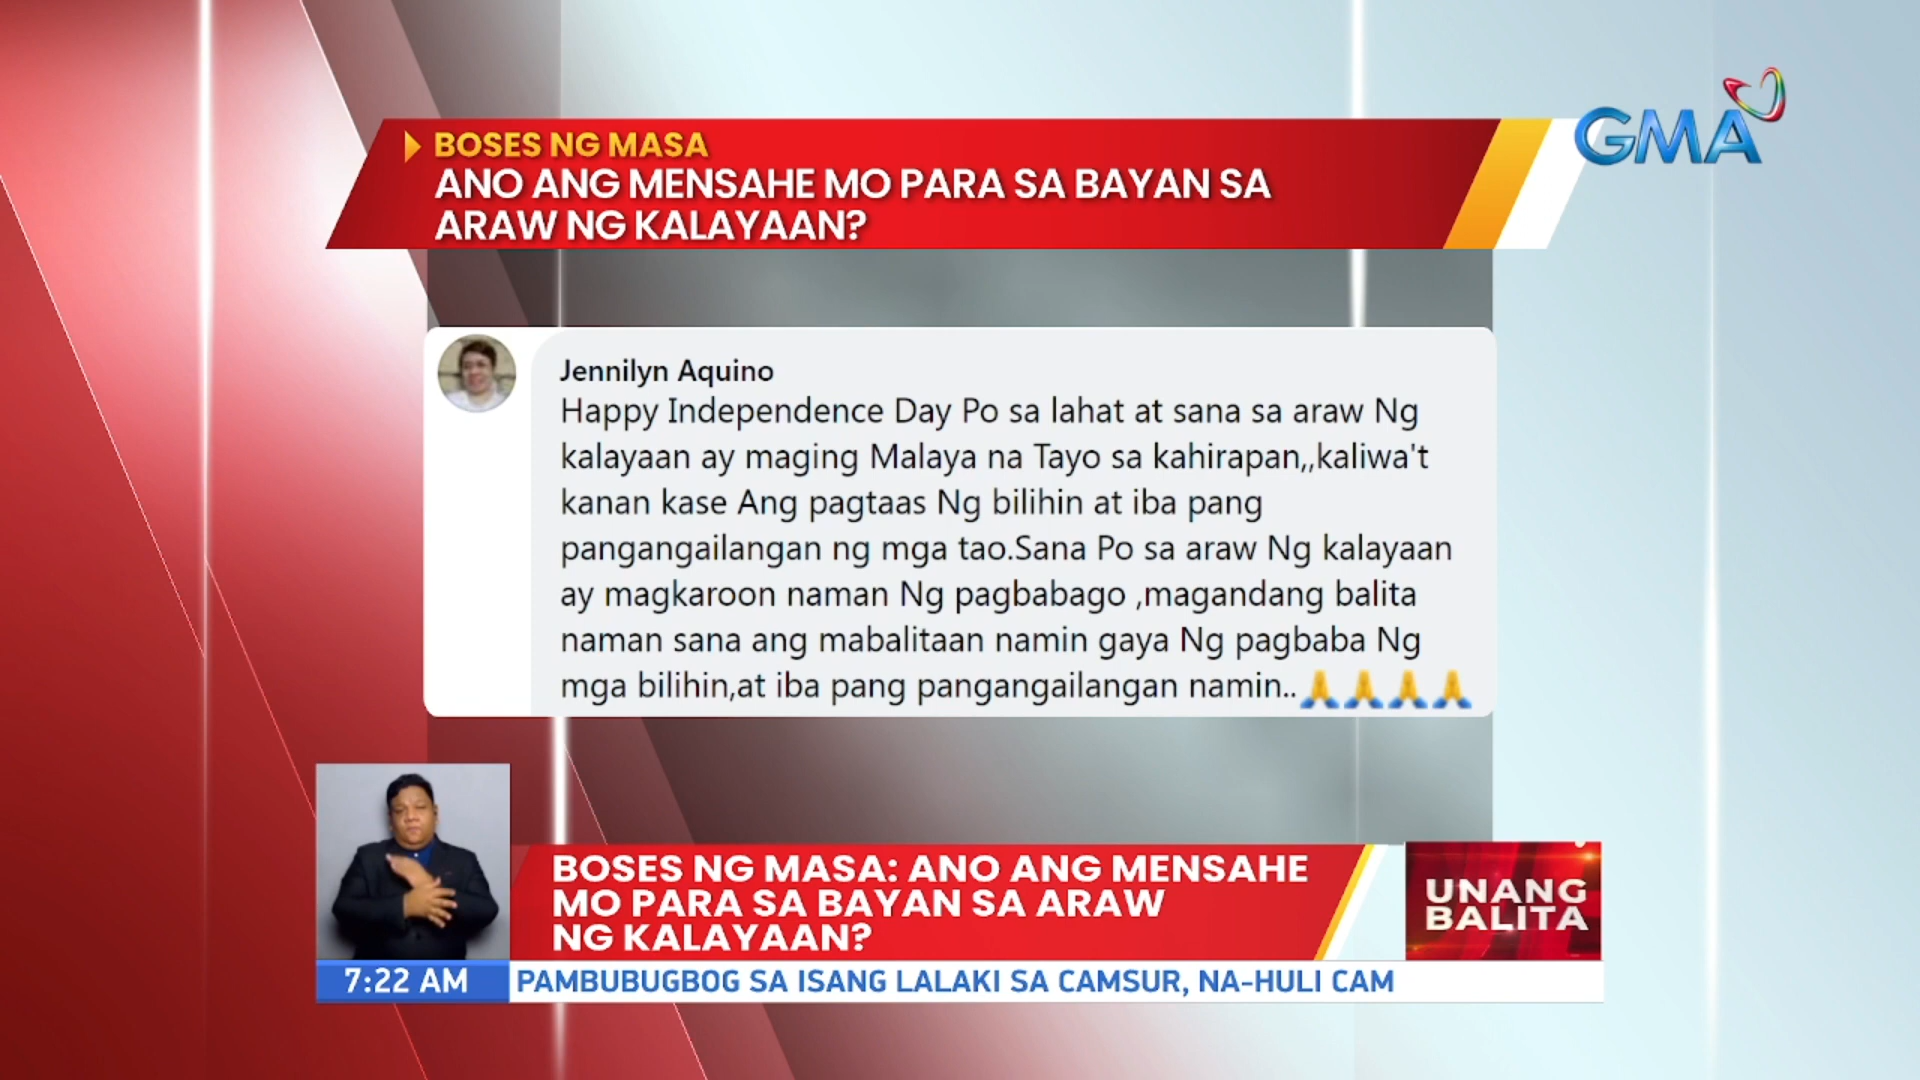 GMA
BOSES NG MASA
ANO ANG MENSAHE MO PARA SA BAYAN SA
ARAW NG KALAYAAN?
Jennilyn Aquino
Happy Independence Day Po sa lahat at sana sa araw Ng
kalayaan ay maging Malaya na Tayo sa kahirapan,,kaliwa't
kanan kase Ang pagtaas Ng bilihin at iba pang
pangangailangan ng mga tao.Sana Po sa araw Ng kalayaan
ay magkaroon naman Ng pagbabago ,magandang balita
naman sana ang mabalitaan namin gaya Ng pagbaba Ng
mga bilihin,at iba pang pangangailangan namin..🙏🙏🙏🙏
BOSES NG MASA: ANO ANG MENSAHE
MO PARA SA BAYAN SA ARAW
NG KALAYAAN?
UNANG
BALITA
7:22 AM
PAMBUBUGBOG SA ISANG LALAKI SA CAMSUR, NA-HULI CAM